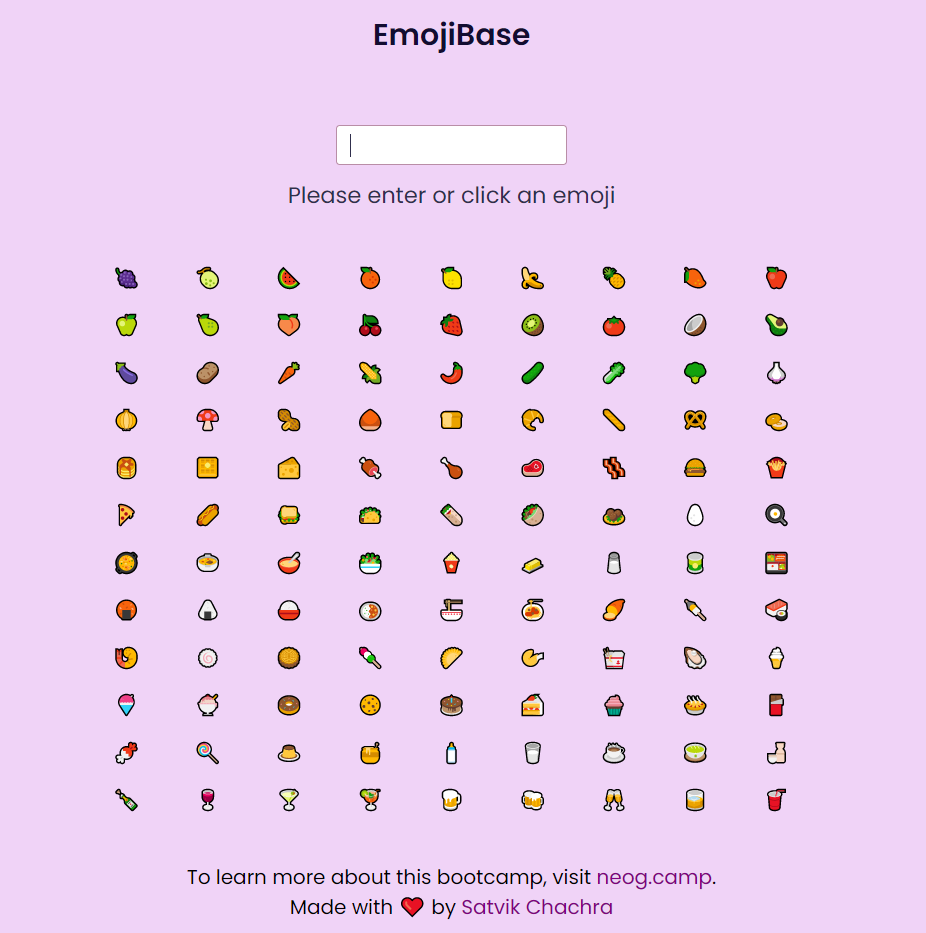 EmojiBase
Please enter or click an emoji
To learn more about this bootcamp, visit neog.camp.
Made with ❤️ by Satvik Chachra